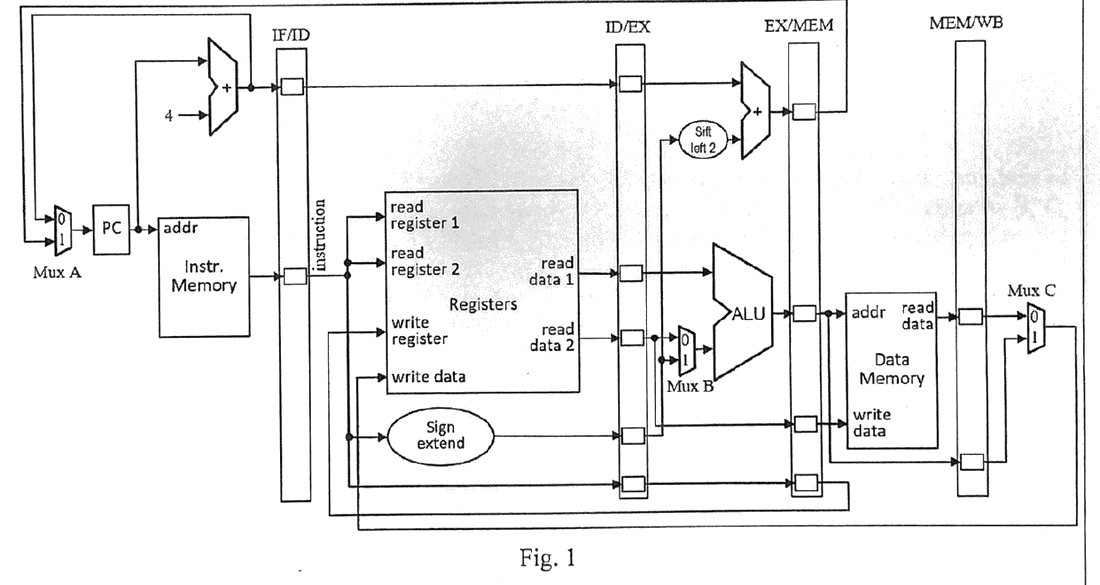 IF/ID
ID/EX
EX/MEM
MEM/WB
+
4
+
Sift
left 2
0
1
Mux A
PC
addr
Instr.
Memory
instruction
read
register 1
read
register 2
write
register
write data
Registers
read
data 1
read
data 2
Sign
extend
0
1
Mux B
ALU
addr
read
data
Data
Memory
write
data
Mux C
0
1
Fig. 1